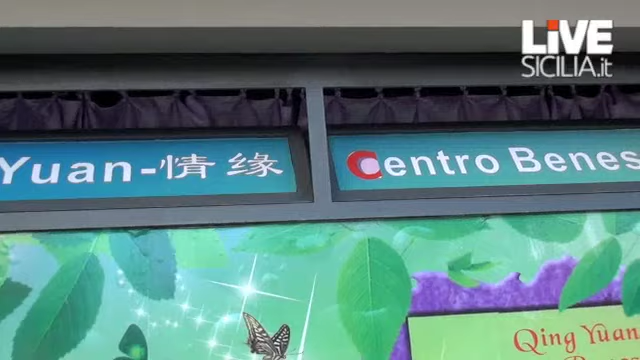 LiVE
SICILIA.it
Yuan-情缘
Centro Benes
Qing Yuan